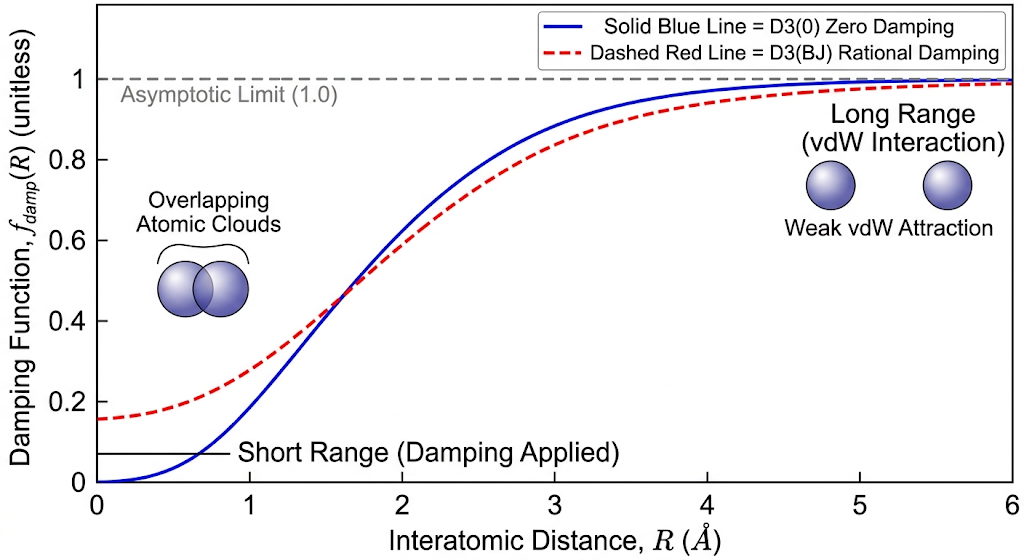 Solid Blue Line = D3(0) Zero Damping
Dashed Red Line = D3(BJ) Rational Damping
Asymptotic Limit (1.0)
Long Range
(vdW Interaction)
Weak vdW Attraction
Overlapping
Atomic Clouds
Short Range (Damping Applied)
Damping Function, f_damp(R) (unitless)
1
0.8
0.6
0.4
0.2
0
0 1 2 3 4 5 6
Interatomic Distance, R (Å)